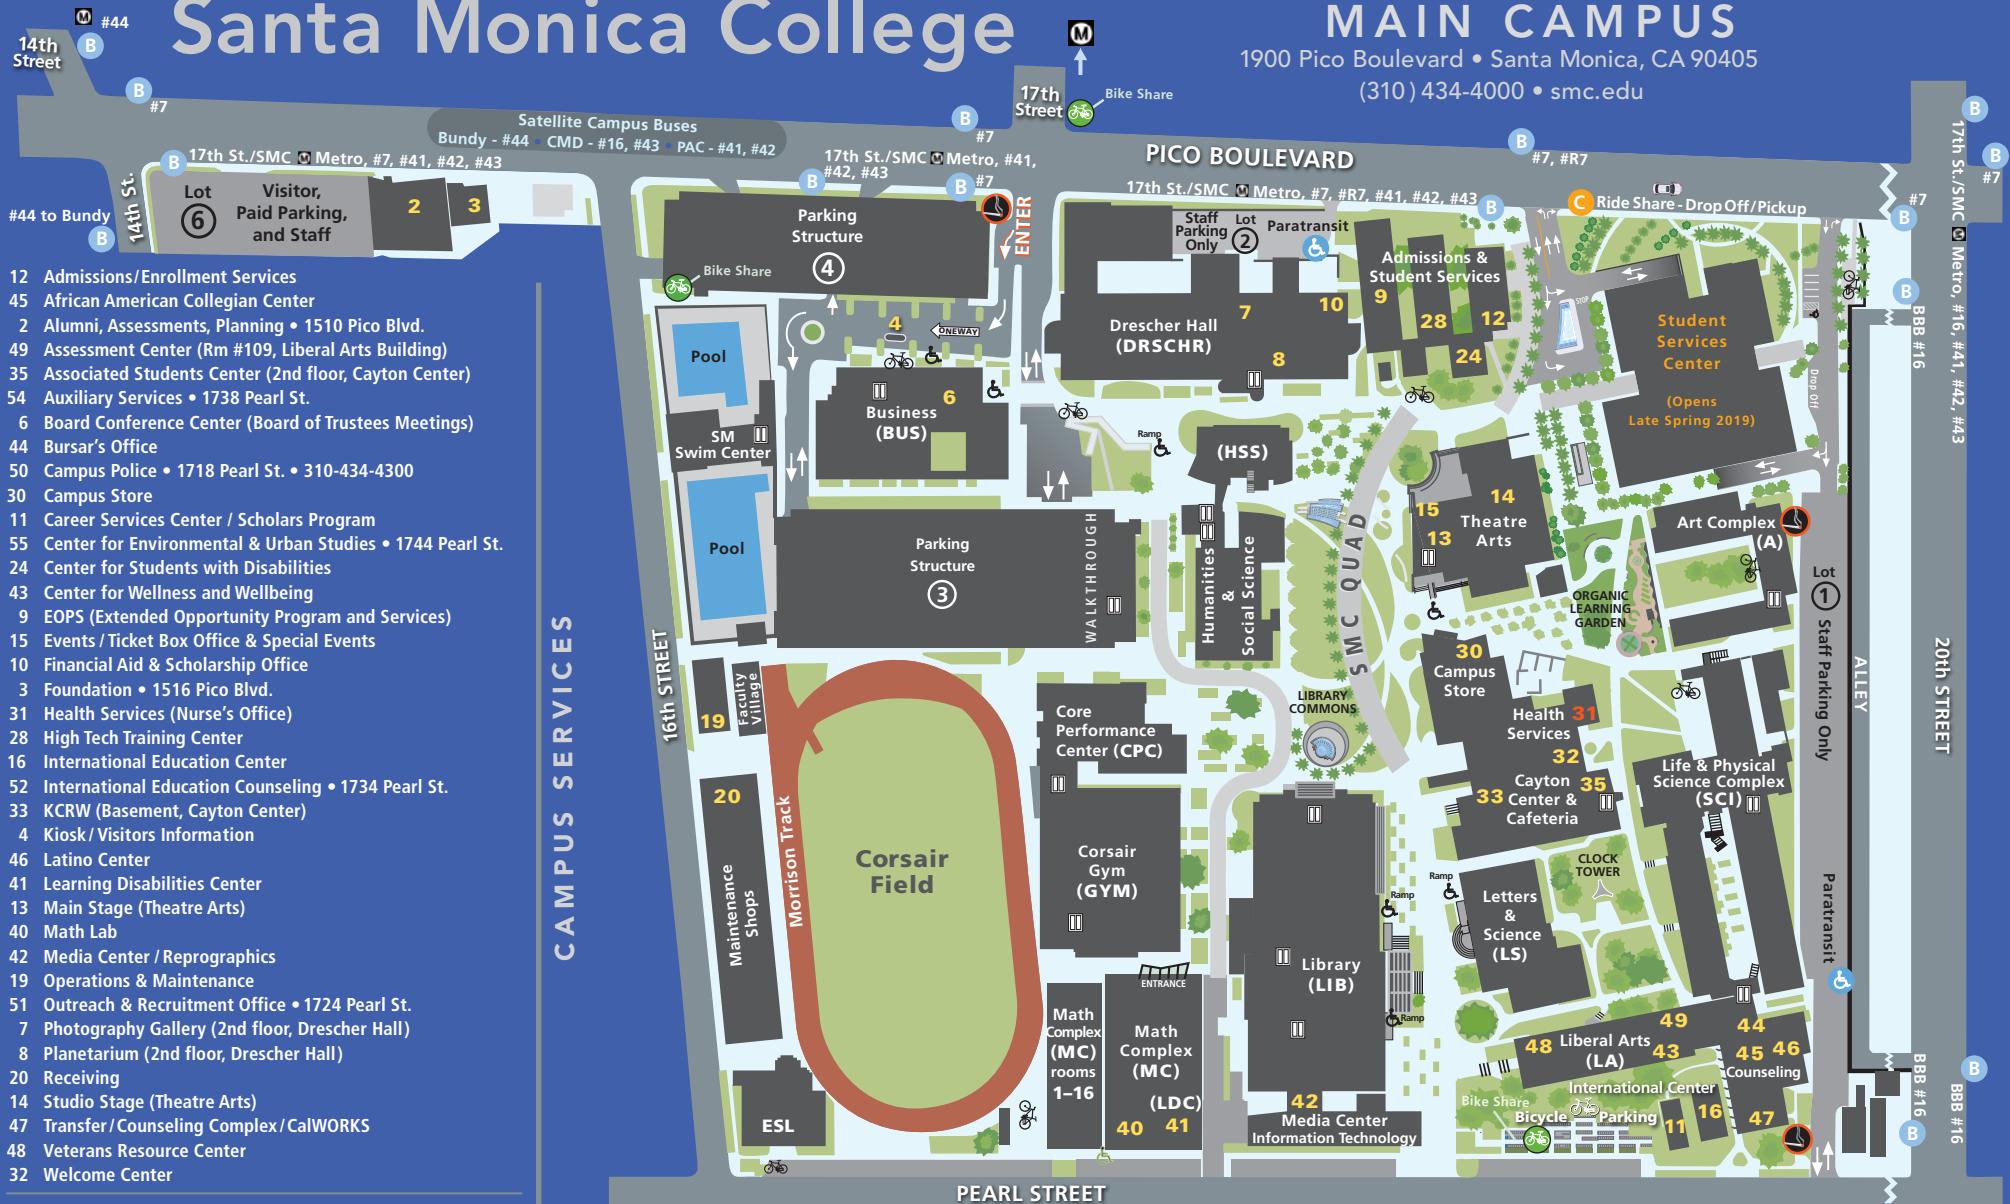 Santa Monica College
MAIN CAMPUS
1900 Pico Boulevard • Santa Monica, CA 90405
(310) 434-4000 • smc.edu
M #44
14th
Street
B
B
#7
Satellite Campus Buses
Bundy - #44 • CMD - #16, #43 • PAC - #41, #42
B
#7
M
17th
Street
Bike Share
PICO BOULEVARD
B
#7, #R7
B
B
#7
B 17th St./SMC M Metro, #7, #41, #42, #43
17th St./SMC M Metro, #41,
#42, #43
B
B #7
17th St./SMC M Metro, #7, #R7, #41, #42, #43 B
C Ride Share - Drop Off/Pickup
#7
B
17th St./SMC M Metro, #16, #41, #42, #43
14th St.
#44 to Bundy
B
Lot
6
Visitor,
Paid Parking,
and Staff
2
3
Parking
Structure
4
ENTER
Bike Share
4
ONEWAY
Staff
Parking
Only
Lot
2
Paratransit
Drescher Hall
(DRSCHR)
7
10
8
Admissions &
Student Services
9
28
12
24
STOP
Student
Services
Center
(Opens
Late Spring 2019)
Drop Off
B
BBB #16
12 Admissions/Enrollment Services
45 African American Collegian Center
2 Alumni, Assessments, Planning • 1510 Pico Blvd.
49 Assessment Center (Rm #109, Liberal Arts Building)
35 Associated Students Center (2nd floor, Cayton Center)
54 Auxiliary Services • 1738 Pearl St.
6 Board Conference Center (Board of Trustees Meetings)
44 Bursar's Office
50 Campus Police • 1718 Pearl St. • 310-434-4300
30 Campus Store
11 Career Services Center / Scholars Program
55 Center for Environmental & Urban Studies • 1744 Pearl St.
24 Center for Students with Disabilities
43 Center for Wellness and Wellbeing
9 EOPS (Extended Opportunity Program and Services)
15 Events/Ticket Box Office & Special Events
10 Financial Aid & Scholarship Office
3 Foundation • 1516 Pico Blvd.
31 Health Services (Nurse's Office)
28 High Tech Training Center
16 International Education Center
52 International Education Counseling • 1734 Pearl St.
33 KCRW (Basement, Cayton Center)
4 Kiosk/Visitors Information
46 Latino Center
41 Learning Disabilities Center
13 Main Stage (Theatre Arts)
40 Math Lab
42 Media Center / Reprographics
19 Operations & Maintenance
51 Outreach & Recruitment Office • 1724 Pearl St.
7 Photography Gallery (2nd floor, Drescher Hall)
8 Planetarium (2nd floor, Drescher Hall)
20 Receiving
14 Studio Stage (Theatre Arts)
47 Transfer/Counseling Complex/CalWORKS
48 Veterans Resource Center
32 Welcome Center
CAMPUS SERVICES
Pool
SM
Swim Center
Pool
Business
(BUS)
6
Ramp
(HSS)
Parking
Structure
3
WALKTHROUGH
Humanities
&
Social Science
SMC QUAD
14
15
13
Theatre
Arts
Art Complex
(A)
ORGANIC
LEARNING
GARDEN
Lot
1
Staff Parking Only
ALLEY
20th STREET
16th STREET
19
Faculty
Village
Core
Performance
Center (CPC)
LIBRARY
COMMONS
30
Campus
Store
Health
Services
31
32
Cayton
Center &
Cafeteria
33
35
Life & Physical
Science Complex
(SCI)
20
Maintenance
Shops
Morrison Track
Corsair
Field
Corsair
Gym
(GYM)
Library
(LIB)
Ramp
Ramp
Ramp
CLOCK
TOWER
Letters
&
Science
(LS)
Paratransit
ENTRANCE
Math
Complex
(MC)
rooms
1–16
Math
Complex
(MC)
(LDC)
40
41
ESL
42
Media Center
Information Technology
48
Liberal Arts
(LA)
49
43
44
45
46
Counseling
International Center
Bike Share
Bicycle
Parking
11
16
47
B
BBB #16
BBB #16
B
PEARL STREET